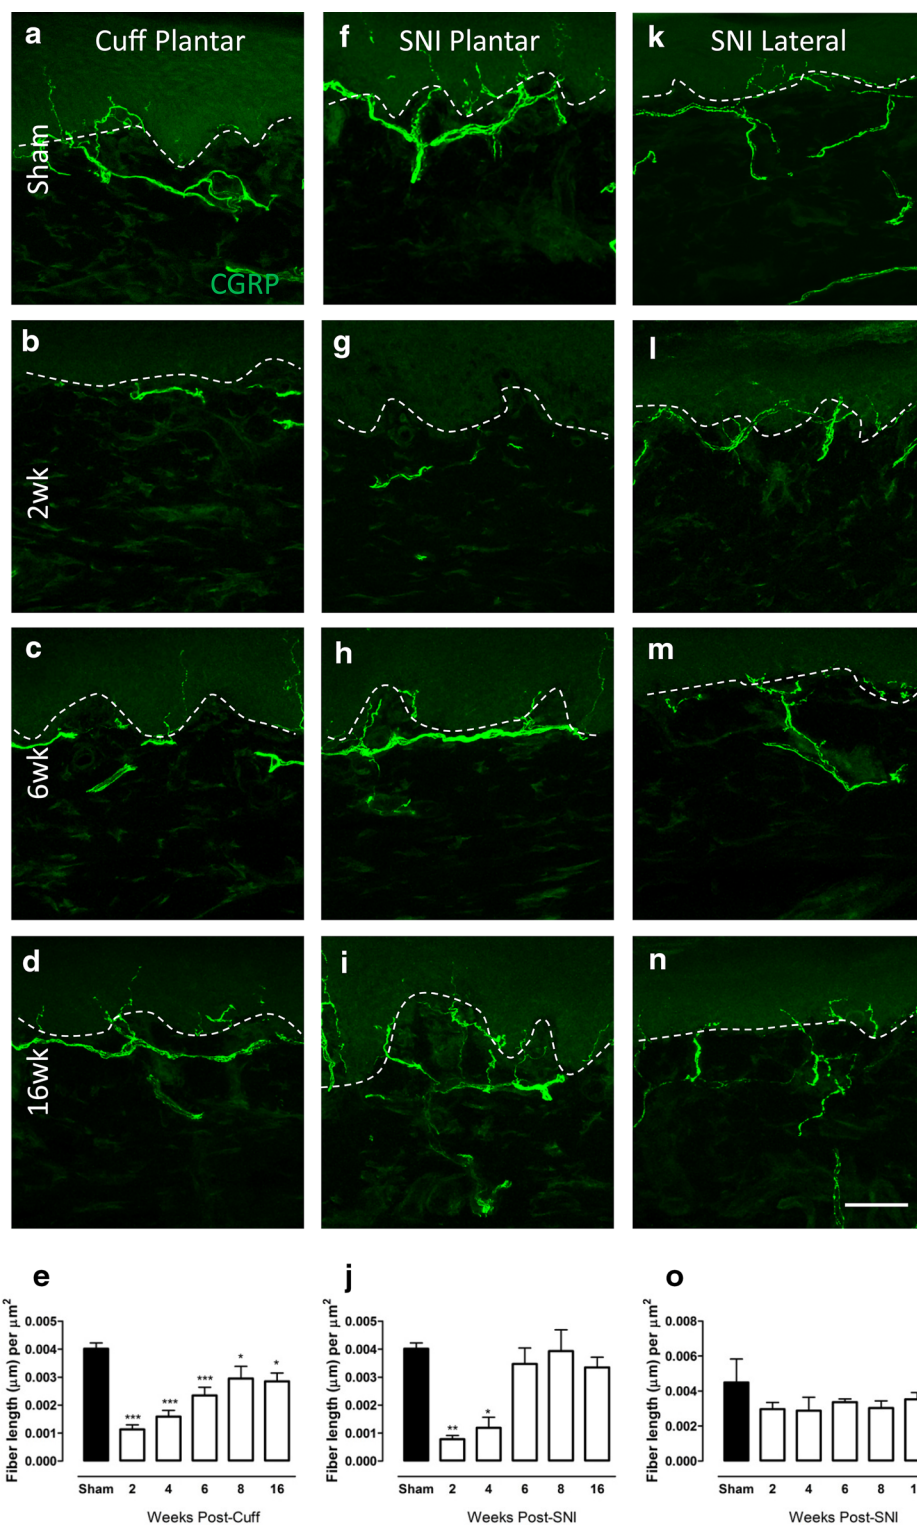 a Cuff Plantar
f SNI Plantar
k SNI Lateral
Sham
CGRP
b
g
l
2wk
c
h
m
6wk
d
i
n
16wk
e
Fiber length (μm) per μm²
0.005
0.004
0.003
0.002
0.001
0.000
***
***
***
*
*
Sham 2 4 6 8 16
Weeks Post-Cuff
j
Fiber length (μm) per μm²
0.005
0.004
0.003
0.002
0.001
0.000
**
*
Sham 2 4 6 8 16
Weeks Post-SNI
o
Fiber length (μm) per μm²
0.008
0.006
0.004
0.002
0.000
Sham 2 4 6 8
Weeks Post-SNI